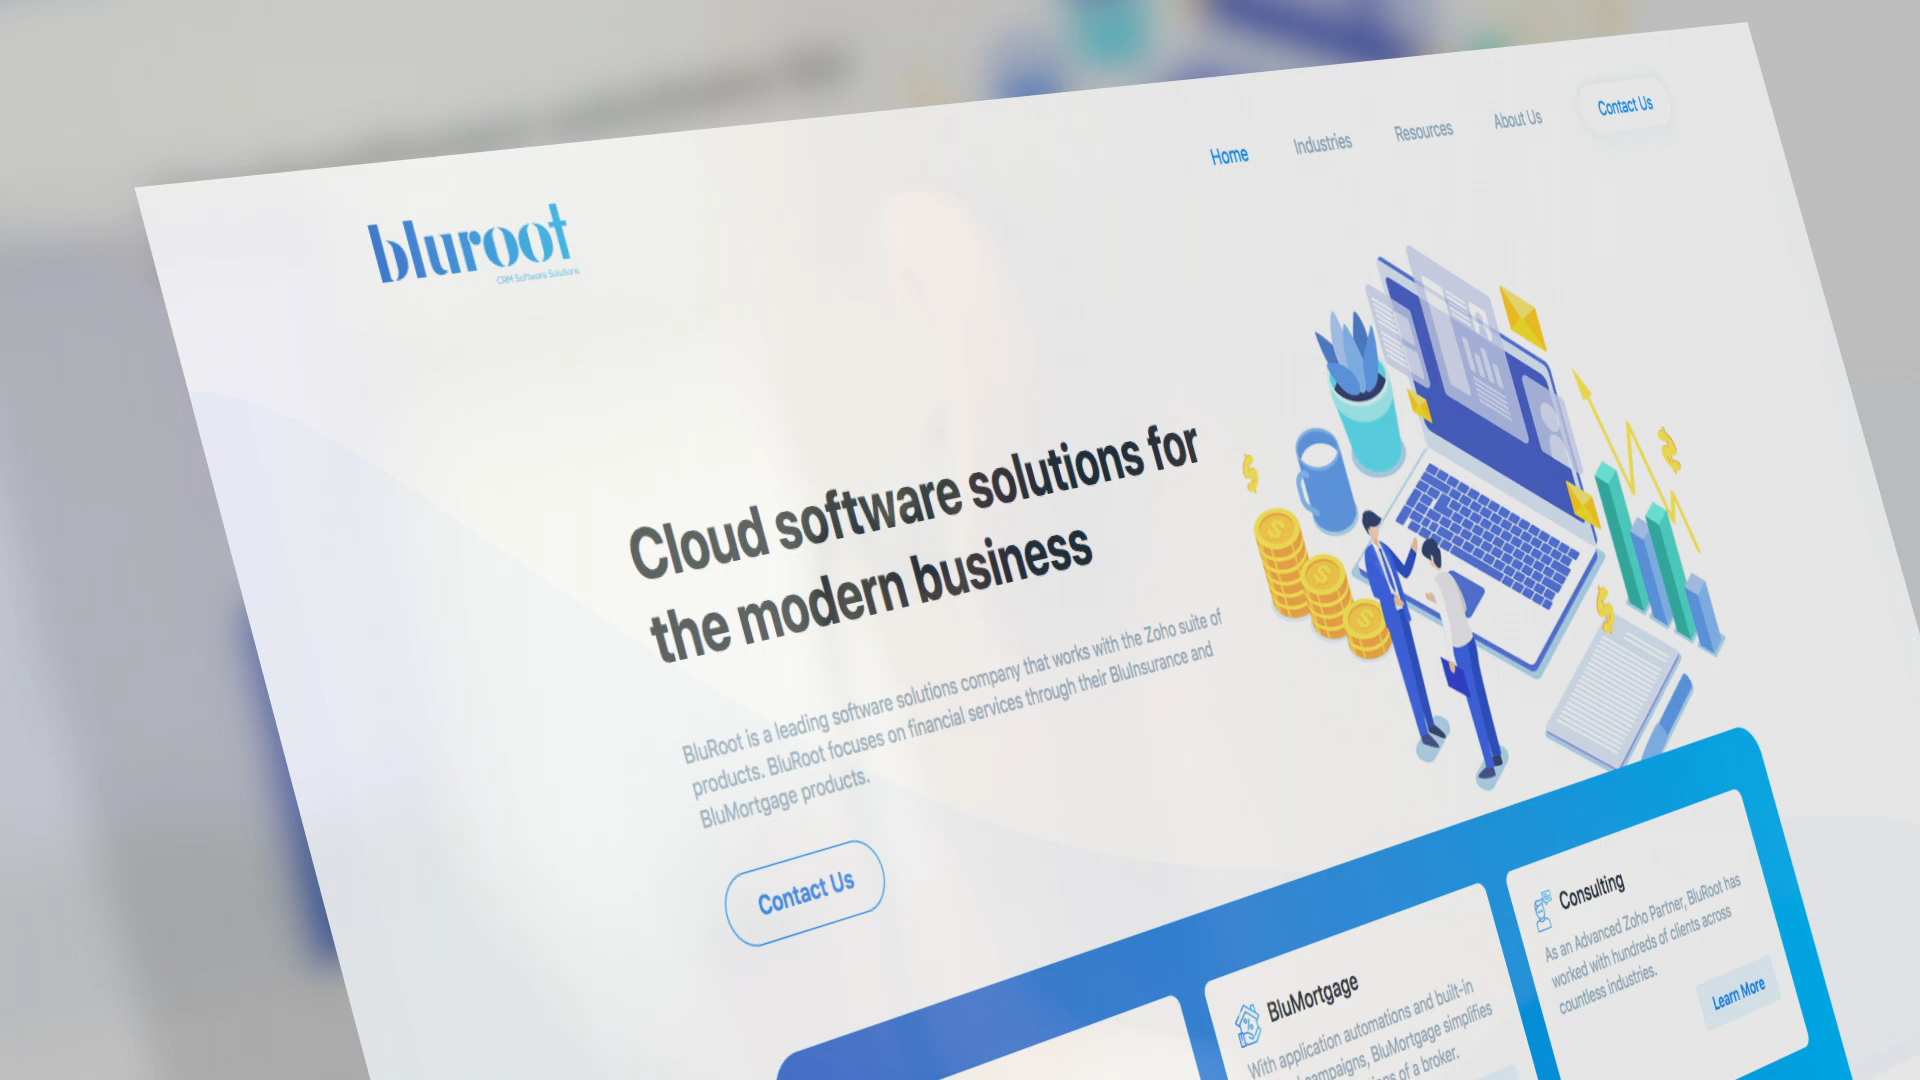 Home
Industries
Resources
About Us
Contact Us
bluroot
CRM Software Solutions
Cloud software solutions for
the modern business
BluRoot is a leading software solutions company that works with the Zoho suite of
products. BluRoot focuses on financial services through their BluInsurance and
BluMortgage products.
Contact Us
BluMortgage
With application automations and built-in
campaigns, BluMortgage simplifies
of a broker.
Consulting
As an Advanced Zoho Partner, BluRoot has
worked with hundreds of clients across
countless industries.
Learn More